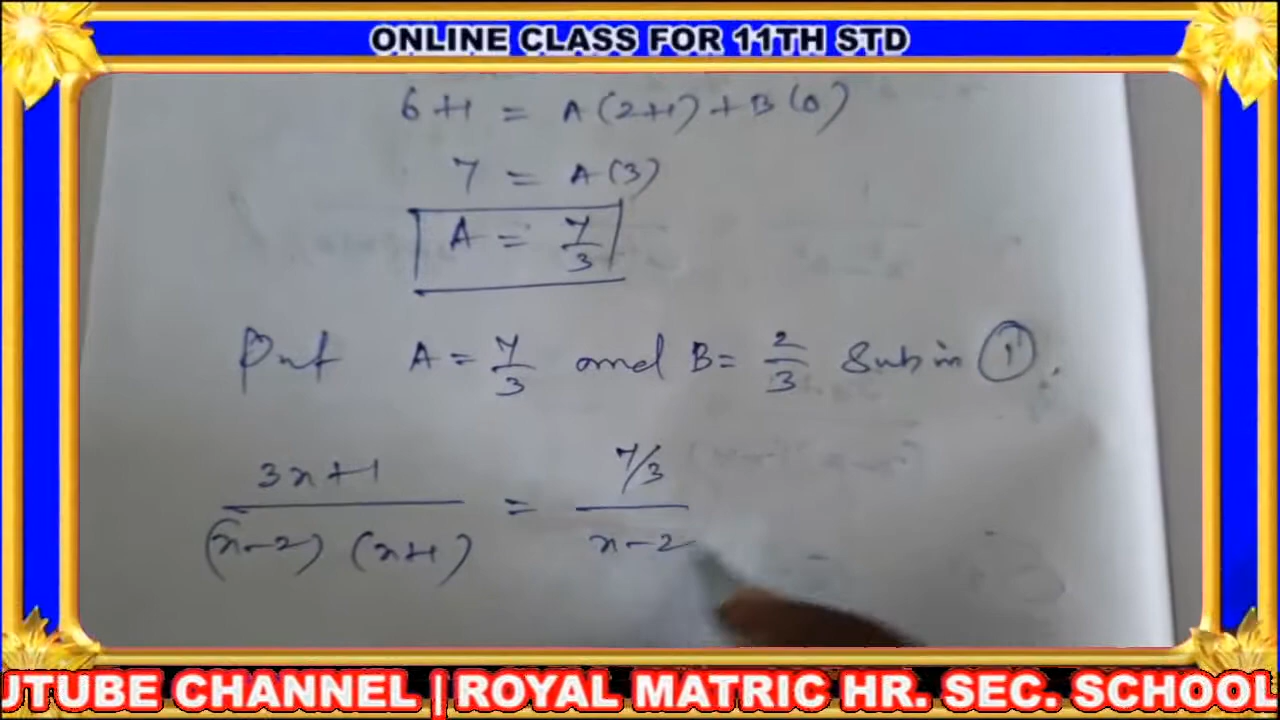 ONLINE CLASS FOR 11TH STD
6+1 = A(2+1)+B(0)
7 = A(3)
A = 7/3
Put A = 7/3 and B = 2/3 Sub in ①.
3x+1 / (x-2) (x+1) = 7/3 / x-2
UTUBE CHANNEL | ROYAL MATRIC HR. SEC. SCHOOL